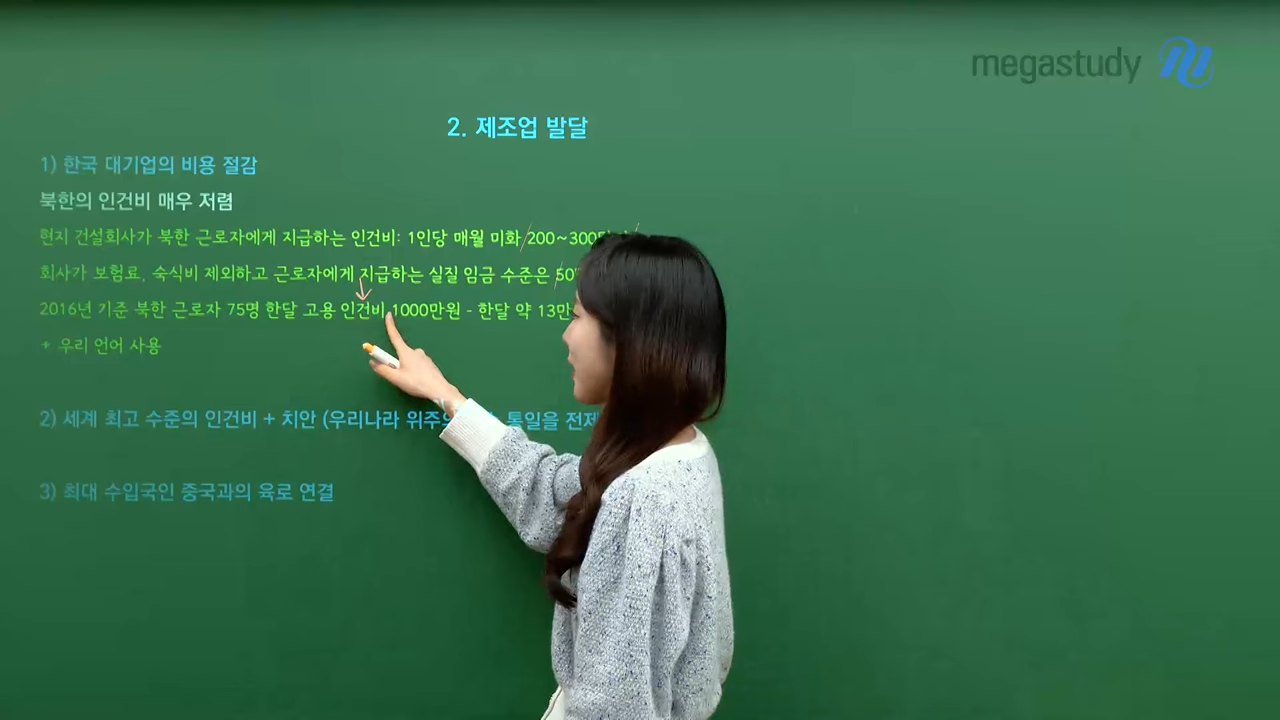 megastudy
2. 제조업 발달
1) 한국 대기업의 비용 절감
북한의 인건비 매우 저렴
현지 건설회사가 북한 근로자에게 지급하는 인건비: 1인당 매월 미화 200~300
회사가 보험료, 숙식비 제외하고 근로자에게 지급하는 실질 임금 수준은
2016년 기준 북한 근로자 75명 한달 고용 인건비 1000만원 - 한달 약 13만
+ 우리 언어 사용
2) 세계 최고 수준의 인건비 + 치안 (우리나라 통일을
3) 최대 수입국인 중국과의 육로 연결